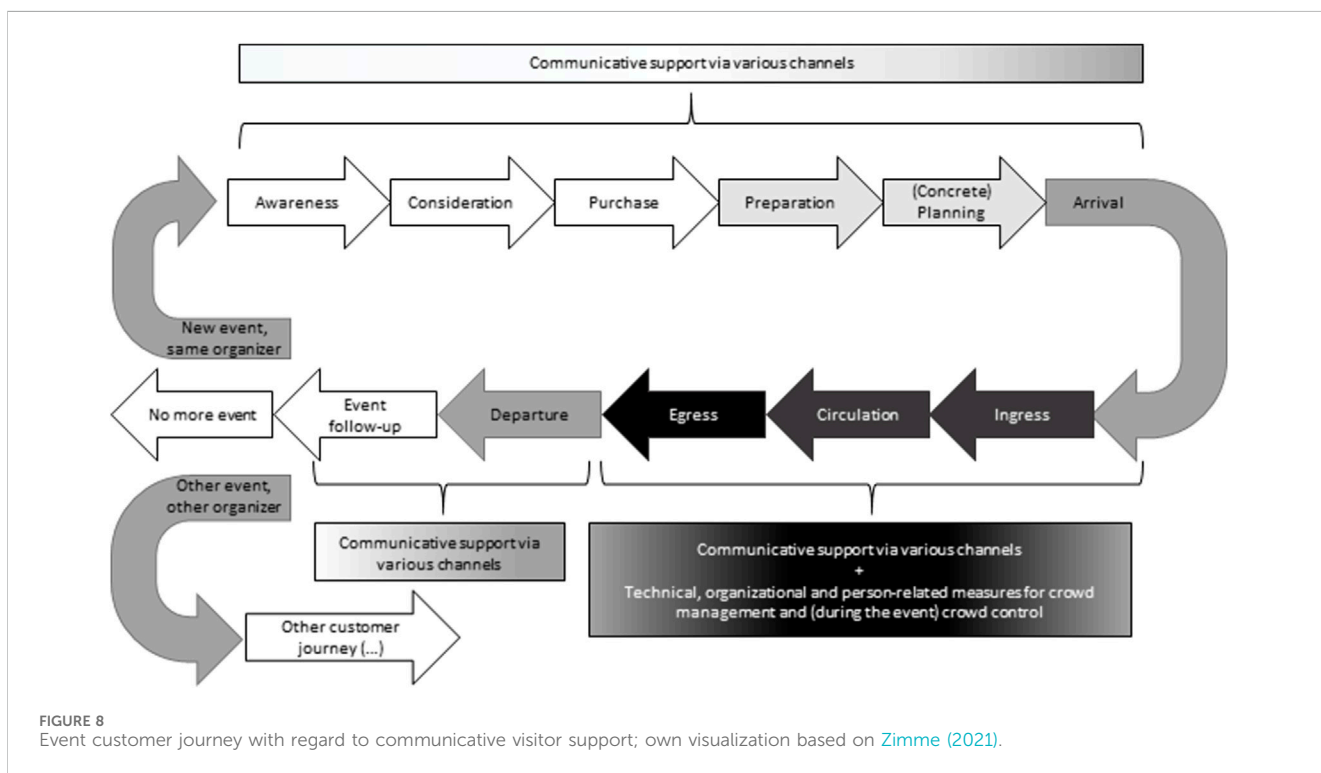 Communicative support via various channels
Awareness
Consideration
Purchase
Preparation
(Concrete)
Planning
Arrival
New event,
same organizer
No more event
Event
follow-up
Departure
Egress
Circulation
Ingress
Other event,
other organizer
Communicative support via
various channels
Communicative support via various channels
+
Technical, organizational and person-related measures for crowd
management and (during the event) crowd control
Other customer
journey (...)
FIGURE 8
Event customer journey with regard to communicative visitor support; own visualization based on Zimme (2021).